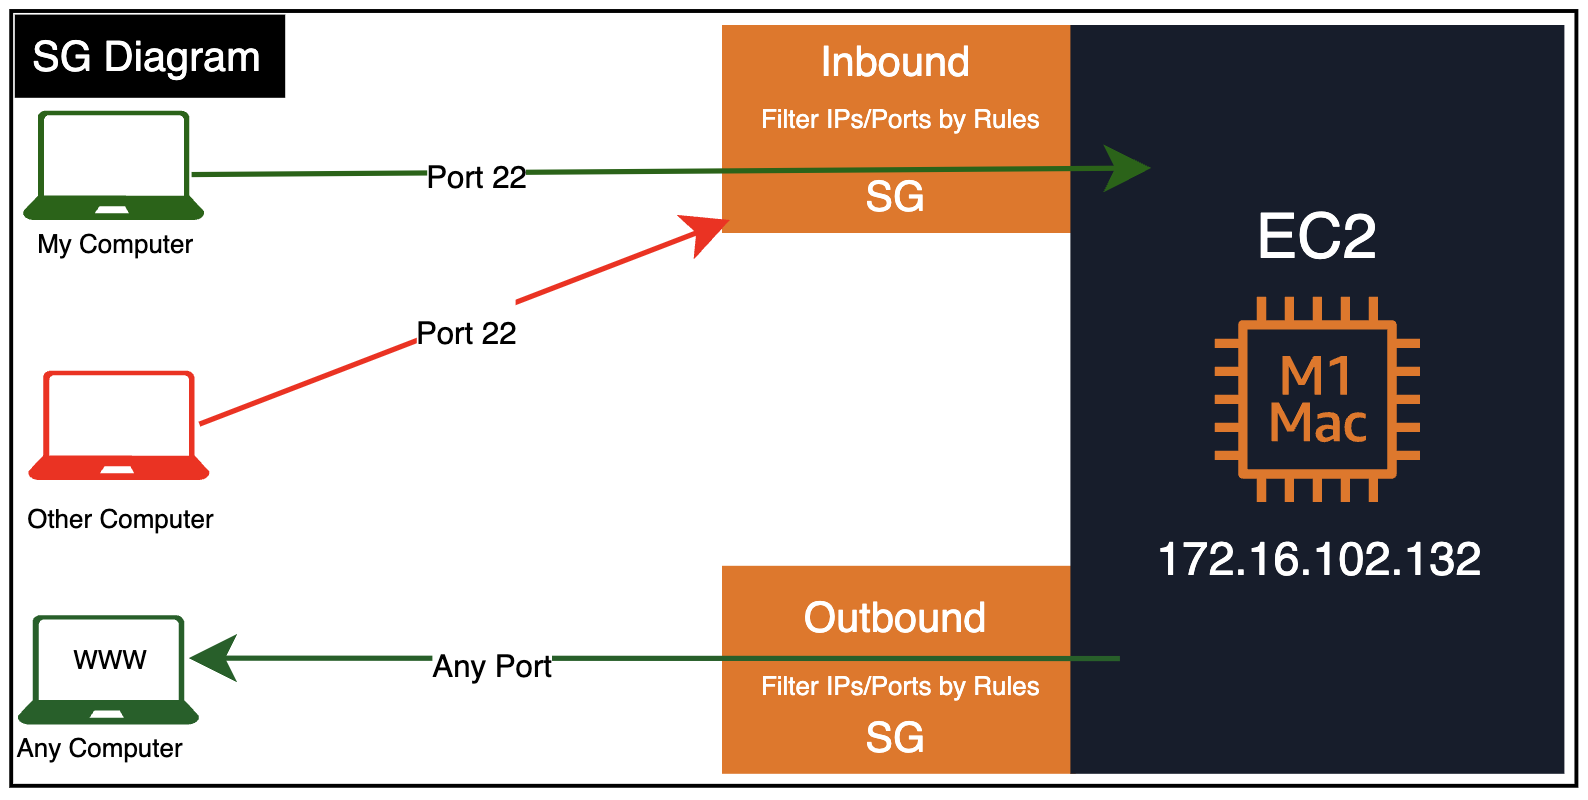 SG Diagram
Inbound
Filter IPs/Ports by Rules
Port 22
SG
My Computer
EC2
Port 22
M1
Mac
Other Computer
172.16.102.132
Outbound
WWW
Any Port
Filter IPs/Ports by Rules
SG
Any Computer